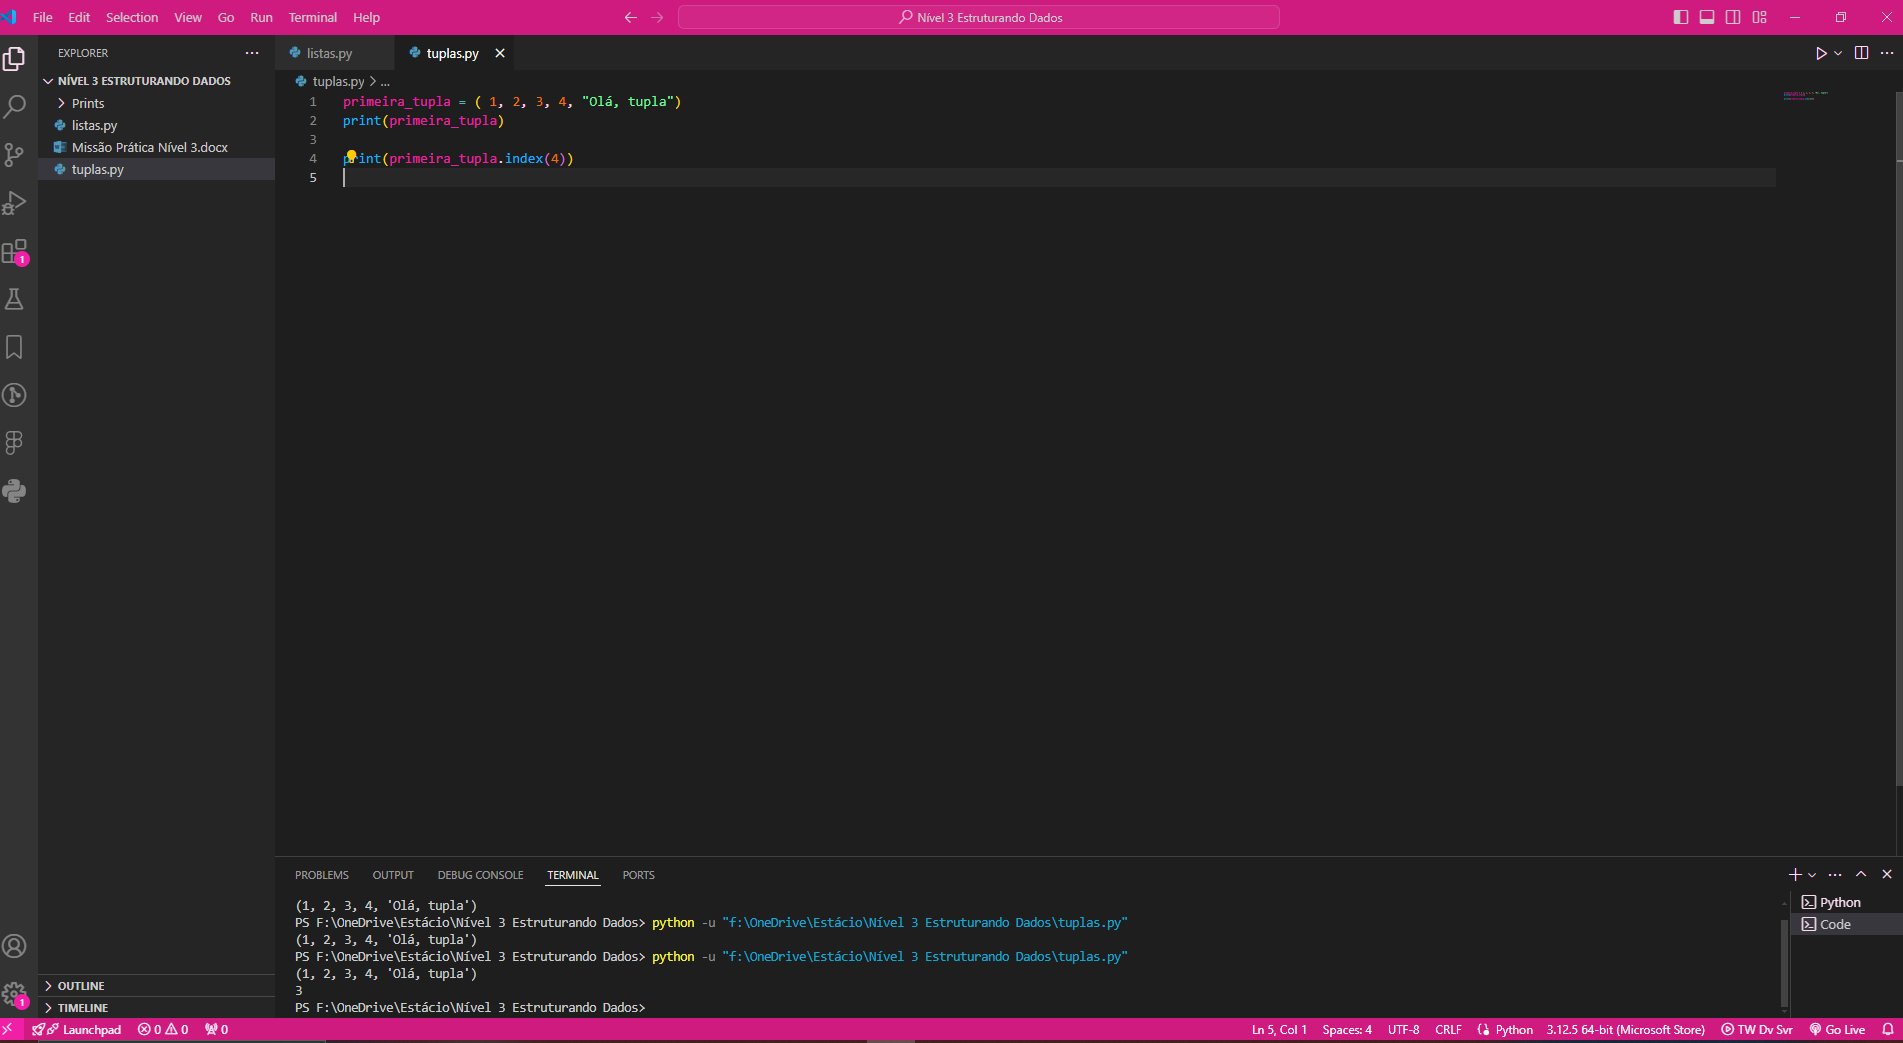 File Edit Selection View Go Run Terminal Help
Nível 3 Estruturando Dados
EXPLORER
listas.py
tuplas.py
NÍVEL 3 ESTRUTURANDO DADOS
Prints
listas.py
Missão Prática Nível 3.docx
tuplas.py
tuplas.py > ...
1 primeira_tupla = ( 1, 2, 3, 4, "Olá, tupla")
2 print(primeira_tupla)
3
4 print(primeira_tupla.index(4))
5
1
PROBLEMS OUTPUT DEBUG CONSOLE TERMINAL PORTS
(1, 2, 3, 4, 'Olá, tupla')
PS F:\OneDrive\Estácio\Nível 3 Estruturando Dados> python -u "f:\OneDrive\Estácio\Nível 3 Estruturando Dados\tuplas.py"
(1, 2, 3, 4, 'Olá, tupla')
PS F:\OneDrive\Estácio\Nível 3 Estruturando Dados> python -u "f:\OneDrive\Estácio\Nível 3 Estruturando Dados\tuplas.py"
(1, 2, 3, 4, 'Olá, tupla')
3
PS F:\OneDrive\Estácio\Nível 3 Estruturando Dados>
Python
Code
OUTLINE
TIMELINE
1
Launchpad 0 0 0
Ln 5, Col 1 Spaces: 4 UTF-8 CRLF Python 3.12.5 64-bit (Microsoft Store) TW Dv Svr Go Live